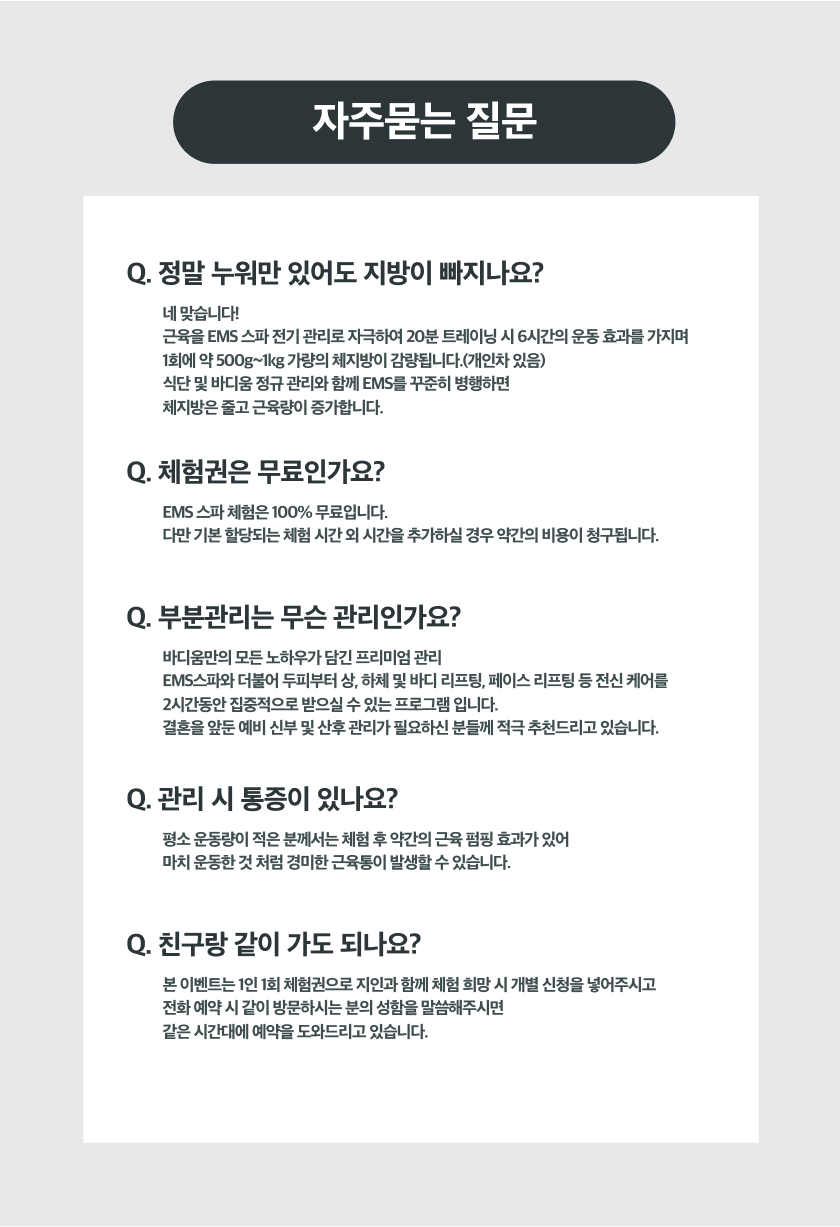 자주묻는 질문
Q. 정말 누워만 있어도 지방이 빠지나요?
네 맞습니다!
근육을 EMS 스파 전기 관리로 자극하여 20분 트레이닝 시 6시간의 운동 효과를 가지며
1회에 약 500g~1kg 가량의 체지방이 감량됩니다.(개인차 있음)
식단 및 바디움 정규 관리와 함께 EMS를 꾸준히 병행하면
체지방은 줄고 근육량이 증가합니다.
Q. 체험권은 무료인가요?
EMS 스파 체험은 100% 무료입니다.
다만 기본 할당되는 체험 시간 외 시간을 추가하실 경우 약간의 비용이 청구됩니다.
Q. 부분관리는 무슨 관리인가요?
바디움만의 모든 노하우가 담긴 프리미엄 관리
EMS스파와 더불어 두피부터 상, 하체 및 바디 리프팅, 페이스 리프팅 등 전신 케어를
2시간동안 집중적으로 받으실 수 있는 프로그램 입니다.
결혼을 앞둔 예비 신부 및 산후 관리가 필요하신 분들께 적극 추천드리고 있습니다.
Q. 관리 시 통증이 있나요?
평소 운동량이 적은 분께서는 체험 후 약간의 근육 펌핑 효과가 있어
마치 운동한 것 처럼 경미한 근육통이 발생할 수 있습니다.
Q. 친구랑 같이 가도 되나요?
본 이벤트는 1인 1회 체험권으로 지인과 함께 체험 희망 시 개별 신청을 넣어주시고
전화 예약 시 같이 방문하시는 분의 성함을 말씀해주시면
같은 시간대에 예약을 도와드리고 있습니다.